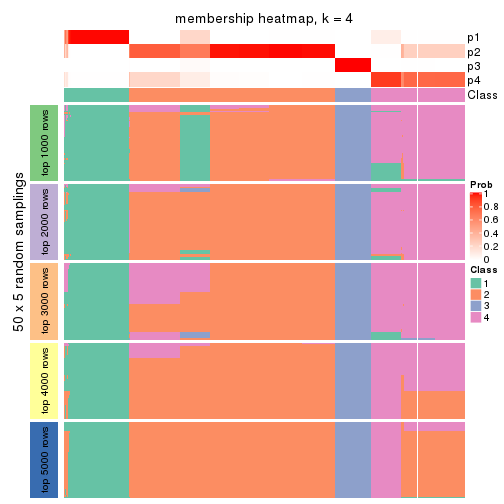 membership heatmap, k = 4
p1
p2
p3
p4
Class
50 x 5 random samplings
top 1000 rows
top 2000 rows
top 3000 rows
top 4000 rows
top 5000 rows
Prob
1
0.8
0.6
0.4
0.2
0
Class
1
2
3
4